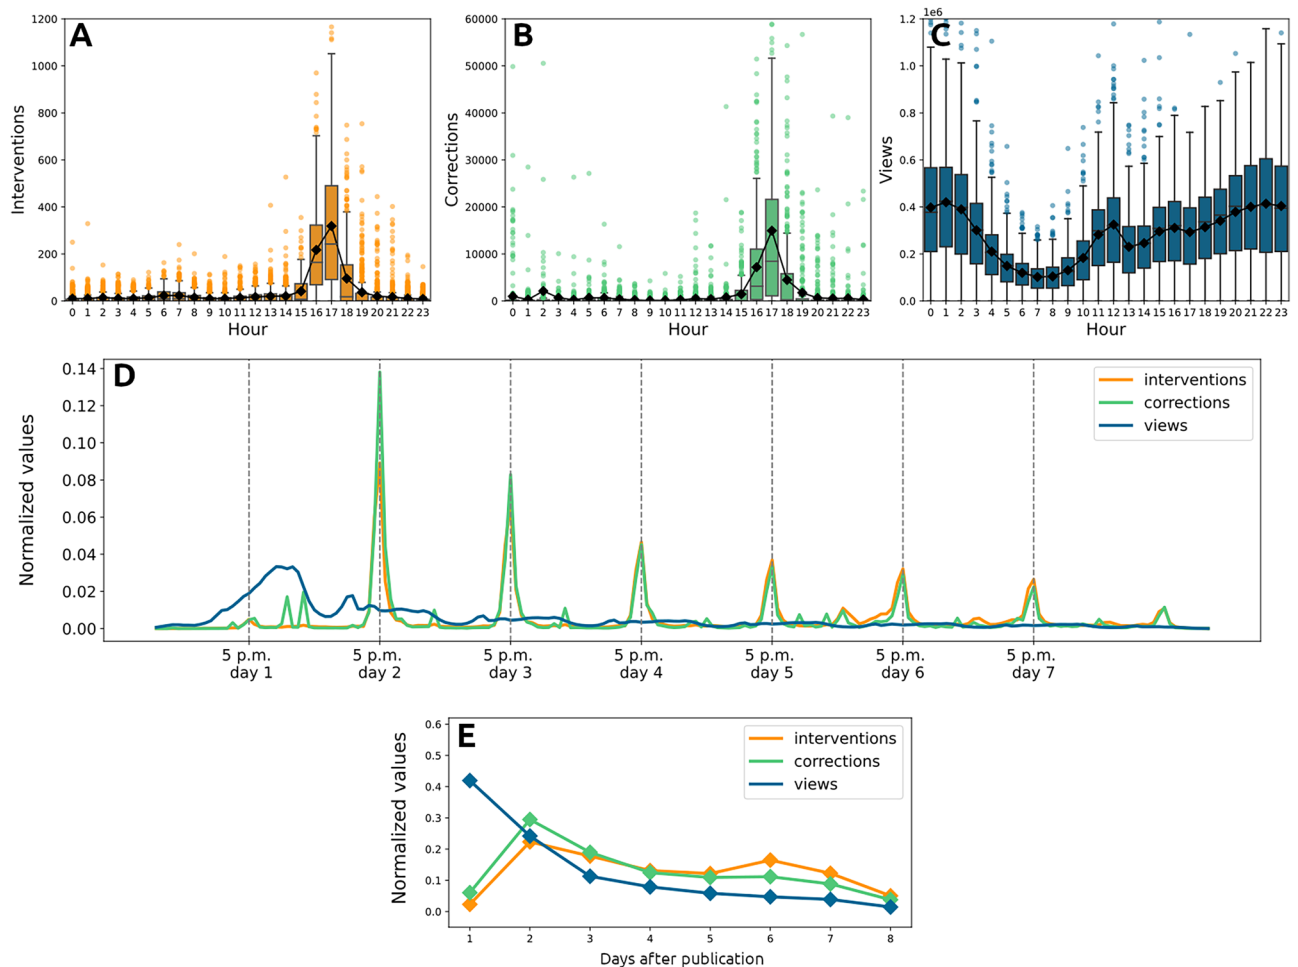 A
B
C
1e6
1200
1000
800
600
400
200
0
Interventions
0 1 2 3 4 5 6 7 8 9 10 11 12 13 14 15 16 17 18 19 20 21 22 23
Hour
60000
50000
40000
30000
20000
10000
0
Corrections
0 1 2 3 4 5 6 7 8 9 10 11 12 13 14 15 16 17 18 19 20 21 22 23
Hour
1.2
1.0
0.8
0.6
0.4
0.2
0.0
Views
0 1 2 3 4 5 6 7 8 9 10 11 12 13 14 15 16 17 18 19 20 21 22 23
Hour
D
0.14
0.12
0.10
0.08
0.06
0.04
0.02
0.00
Normalized values
interventions
corrections
views
5 p.m. 5 p.m. 5 p.m. 5 p.m. 5 p.m. 5 p.m. 5 p.m.
day 1 day 2 day 3 day 4 day 5 day 6 day 7
E
0.6
0.5
0.4
0.3
0.2
0.1
0.0
Normalized values
interventions
corrections
views
1 2 3 4 5 6 7 8
Days after publication